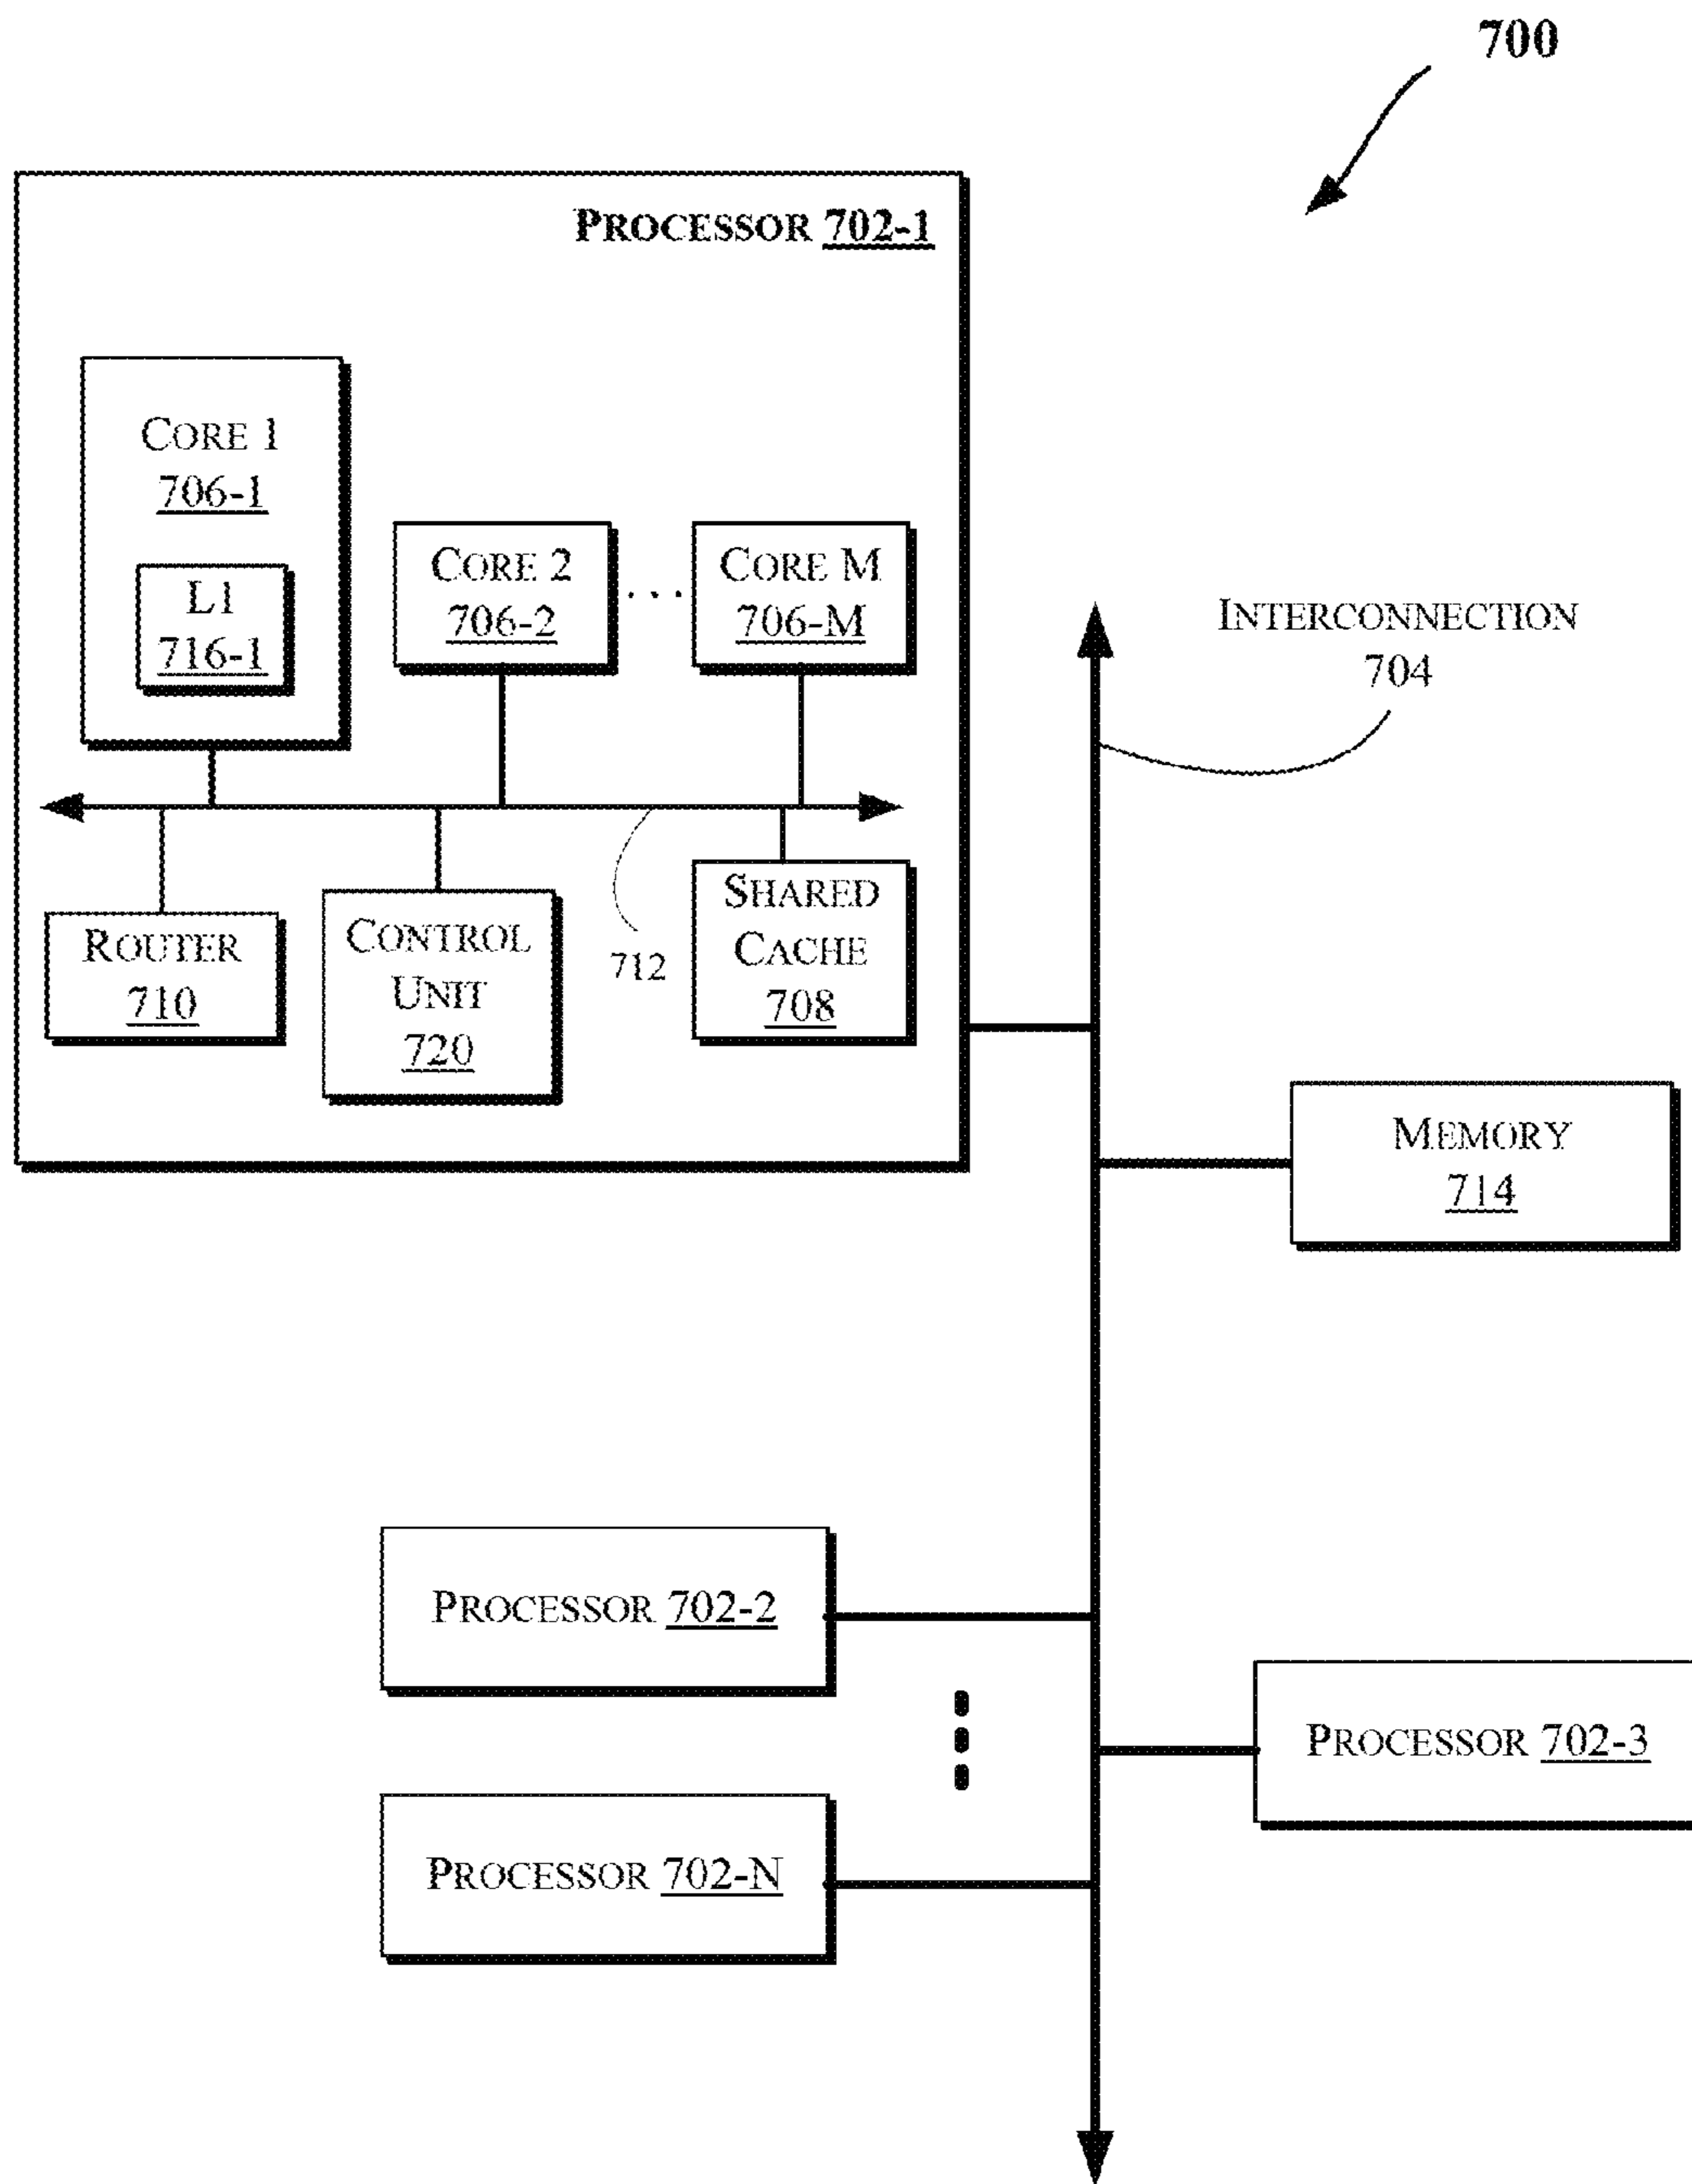 700
PROCESSOR 702-1
CORE 1
706-1
L1
716-1
CORE 2
706-2
...
CORE M
706-M
INTERCONNECTION
704
ROUTER
710
CONTROL
UNIT
720
712
SHARED
CACHE
708
MEMORY
714
PROCESSOR 702-2
PROCESSOR 702-3
PROCESSOR 702-N